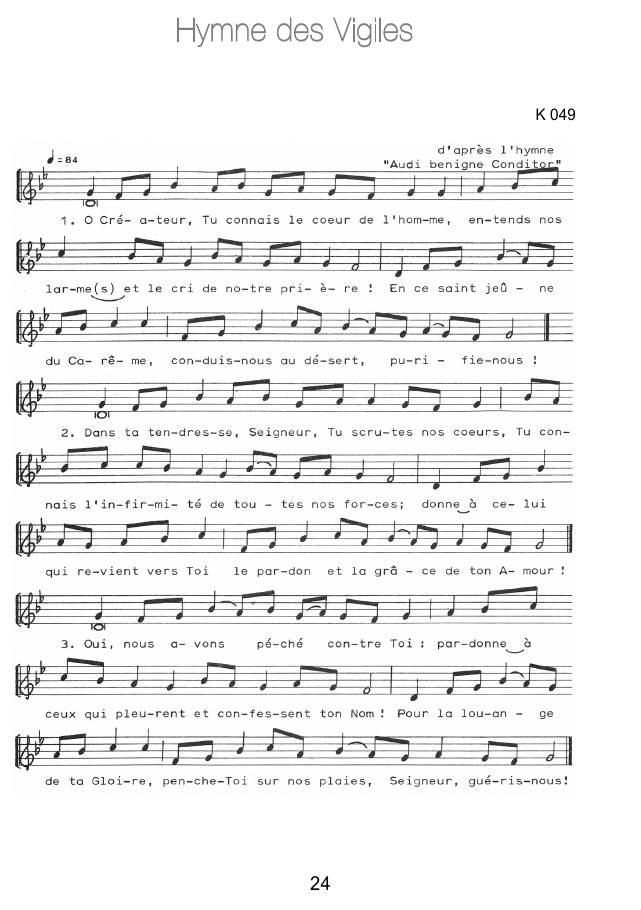 Hymne des Vigiles
K 049
♩ = 84
d'après l'hymne
"Audi benigne Conditor"
1. O Cré- a-teur, Tu connais le coeur de l'hom-me, en-tends nos
lar-me(s) et le cri de no-tre pri- è- re ! En ce saint jeû - ne
du Ca-rê-me, con-duis-nous au dé-sert, pu-ri - fie-nous !
2. Dans ta ten-dres-se, Seigneur, Tu scru-tes nos coeurs, Tu con-
nais l'in-fir-mi-té de tou - tes nos for-ces; donne à ce-lui
qui re-vient vers Toi le par-don et la grâ - ce de ton A-mour !
3. Oui, nous a- vons pé-ché con-tre Toi : par-donne à
ceux qui pleu-rent et con-fes-sent ton Nom ! Pour la lou-an - ge
de ta Gloi-re, pen-che-Toi sur nos plaies, Seigneur, gué-ris-nous!
24